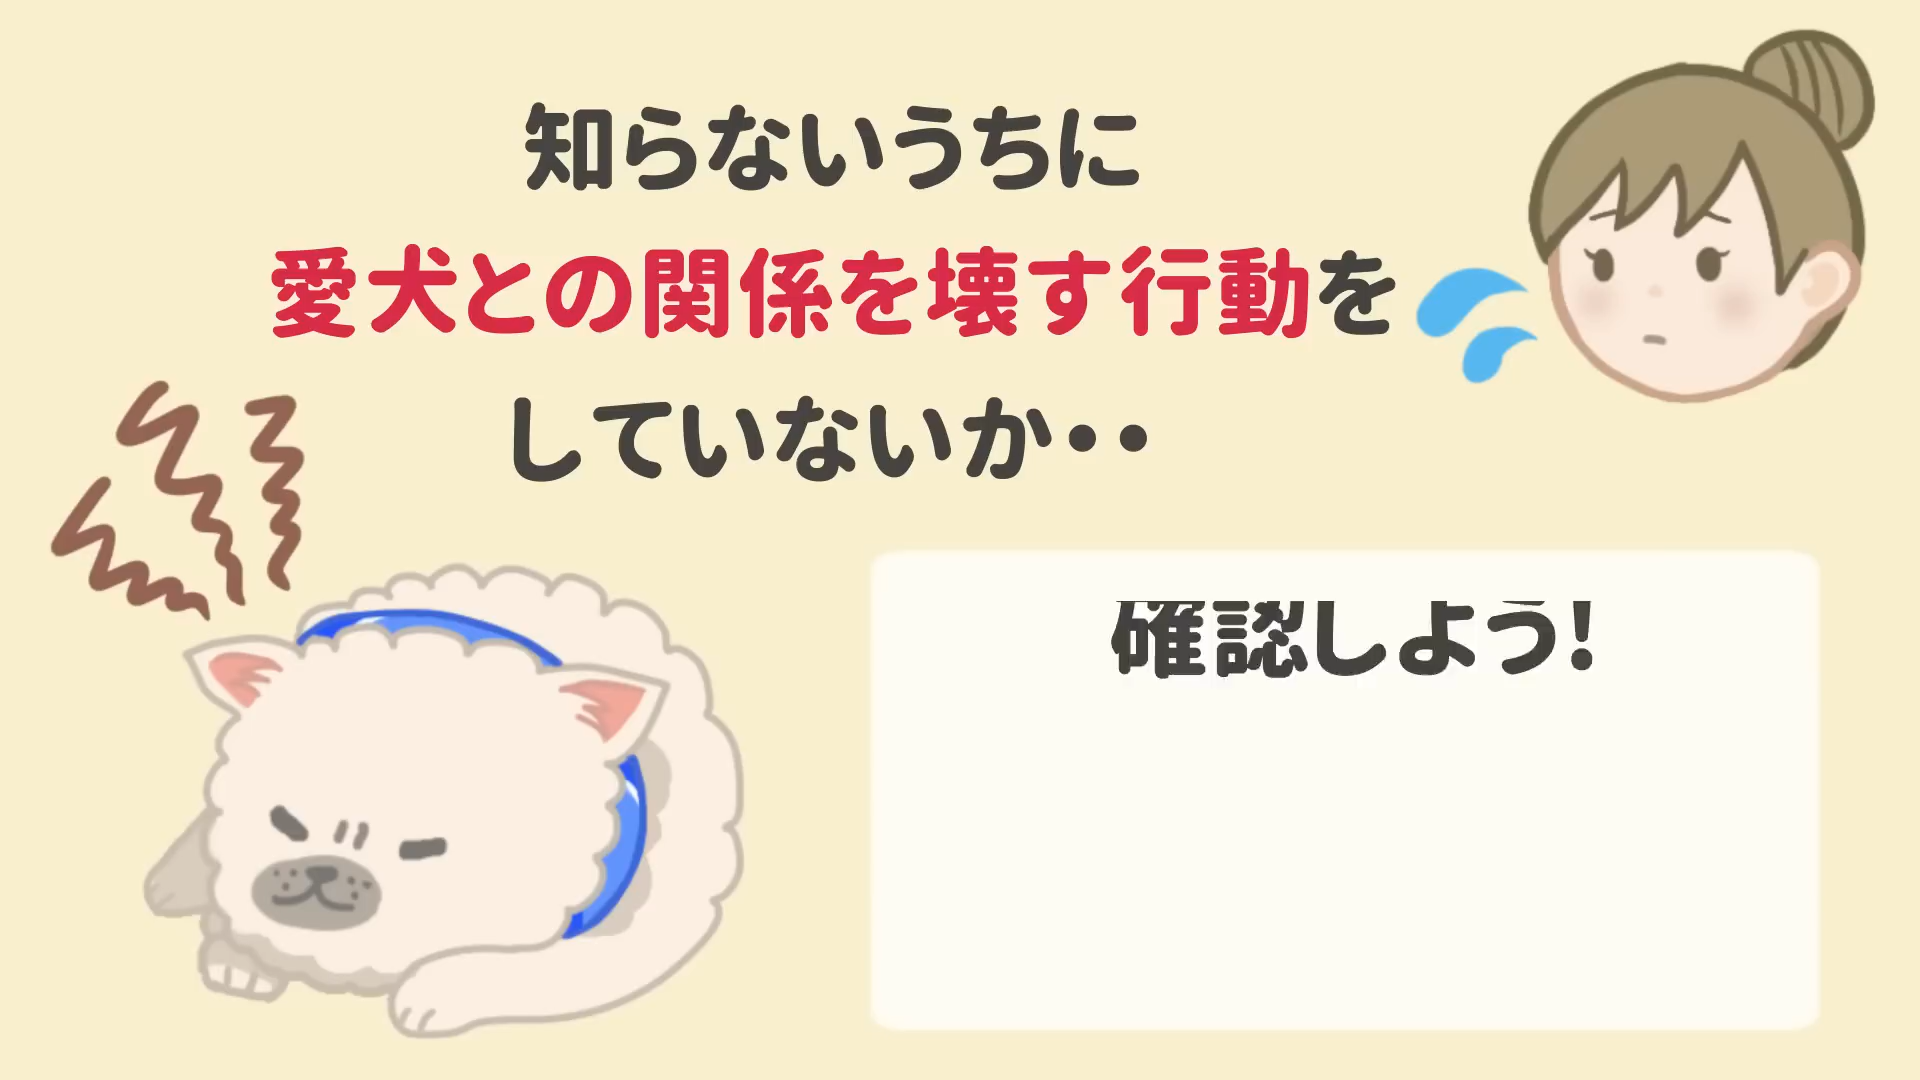 知らないうちに
愛犬との関係を壊す行動を
していないか・・
確認しよう!